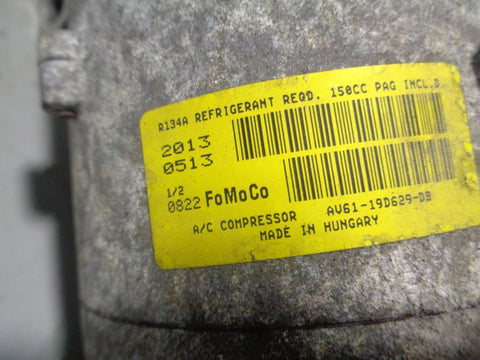 R134A REFRIGERANT REQD. 150CC PAG INCL.D.
2013
0513
1/2
0822 FoMoCo
A/C COMPRESSOR AV61-19D629-DB
MADE IN HUNGARY